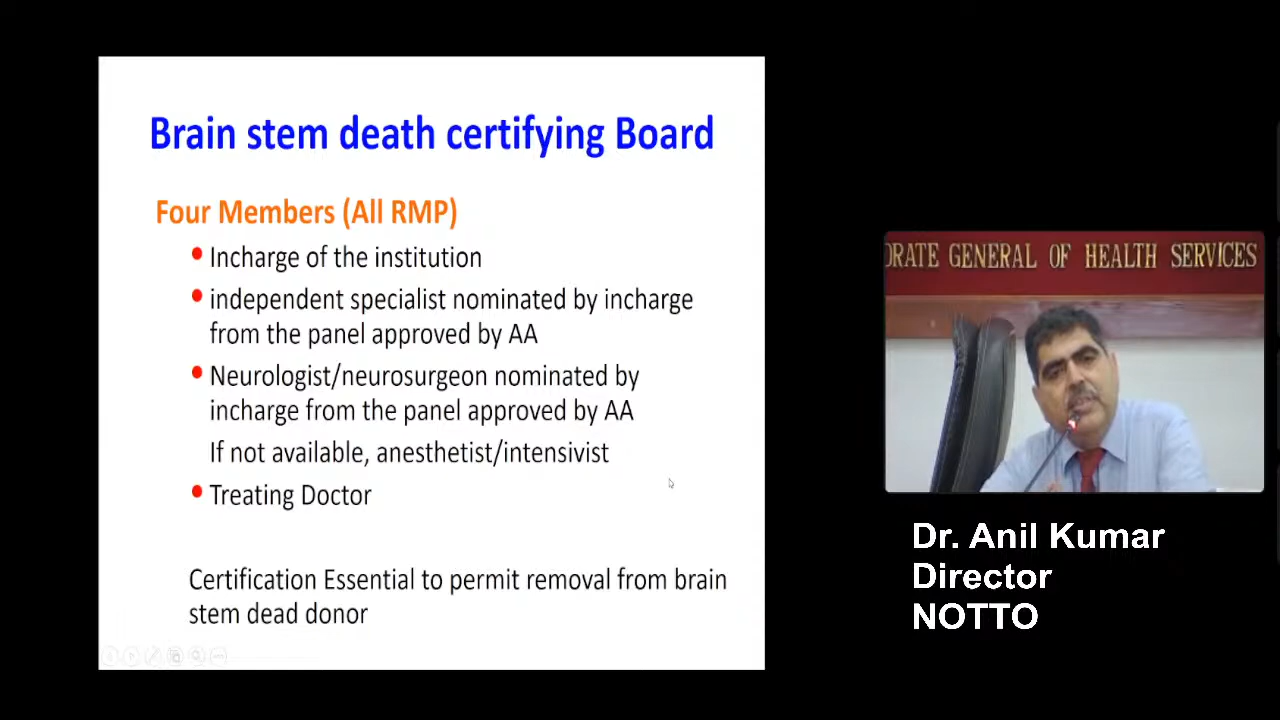 Brain stem death certifying Board
Four Members (All RMP)
• Incharge of the institution
• independent specialist nominated by incharge
from the panel approved by AA
• Neurologist/neurosurgeon nominated by
incharge from the panel approved by AA
If not available, anesthetist/intensivist
• Treating Doctor
Certification Essential to permit removal from brain
stem dead donor
ORATE GENERAL OF HEALTH SERVICES
Dr. Anil Kumar
Director
NOTTO